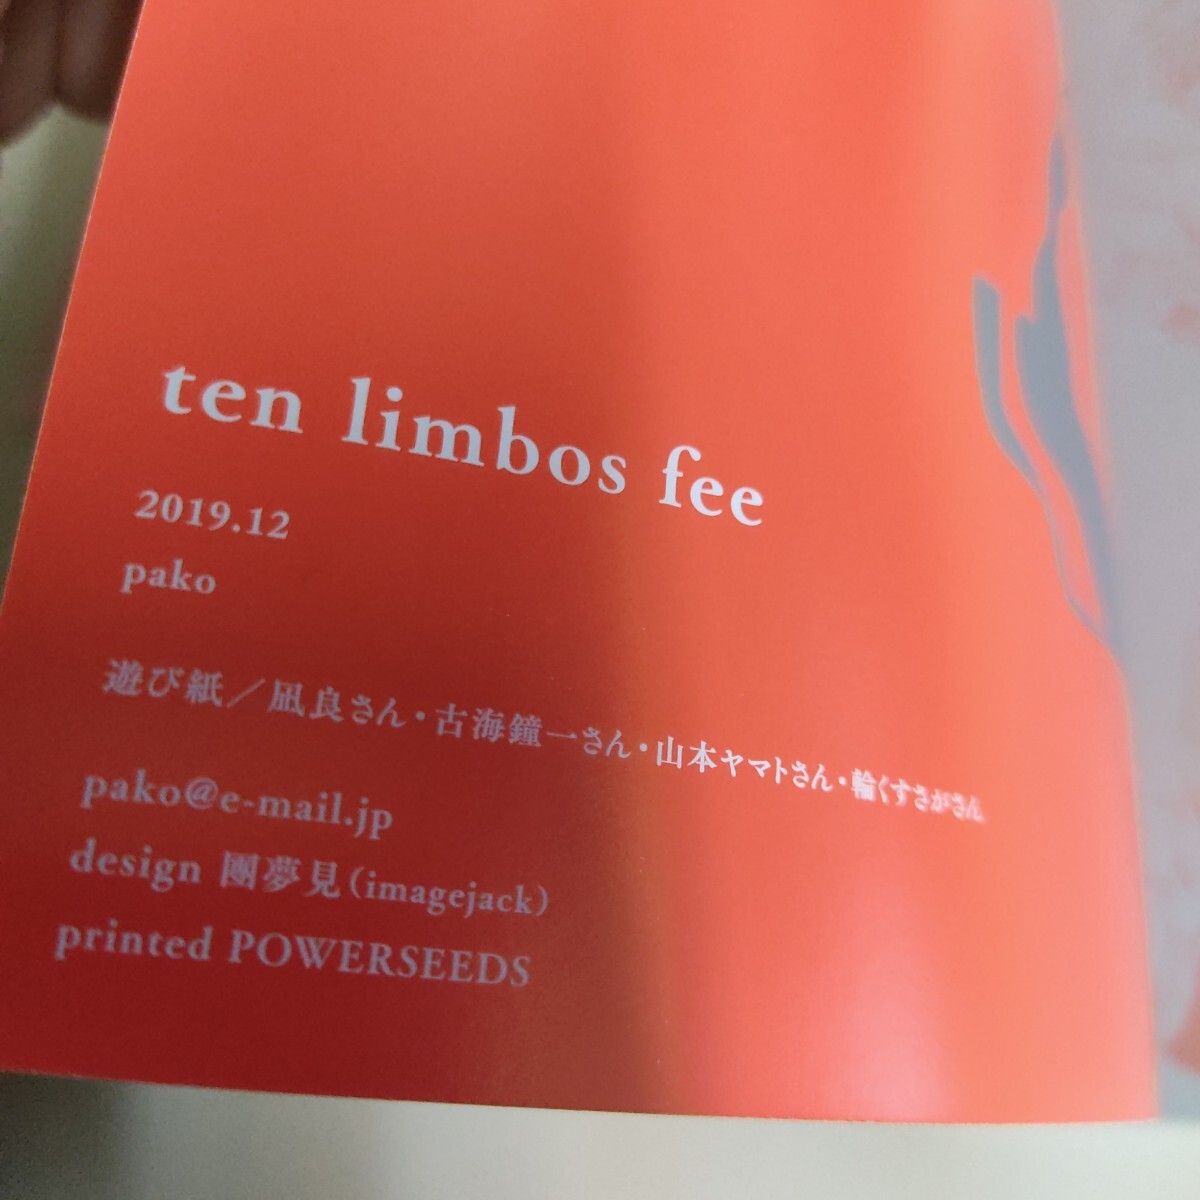 ten limbos fee
2019.12
pako
遊び紙／凪良さん・古海鐘一さん・山本ヤマトさん・輪くすさがさん
pako@e-mail.jp
design 團夢見(imagejack)
printed POWERSEEDS